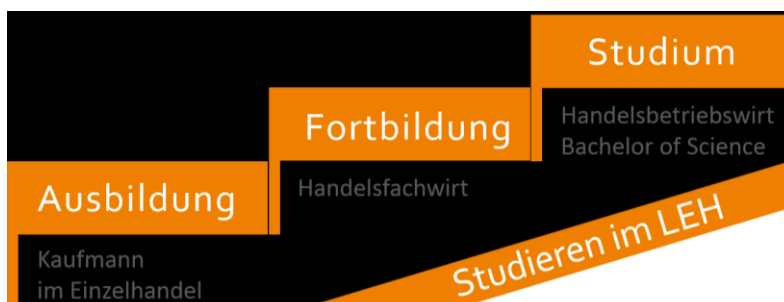 Studium
Handelsbetriebswirt
Bachelor of Science
Fortbildung
Handelsfachwirt
Ausbildung
Kaufmann
im Einzelhandel
Studieren im LEH